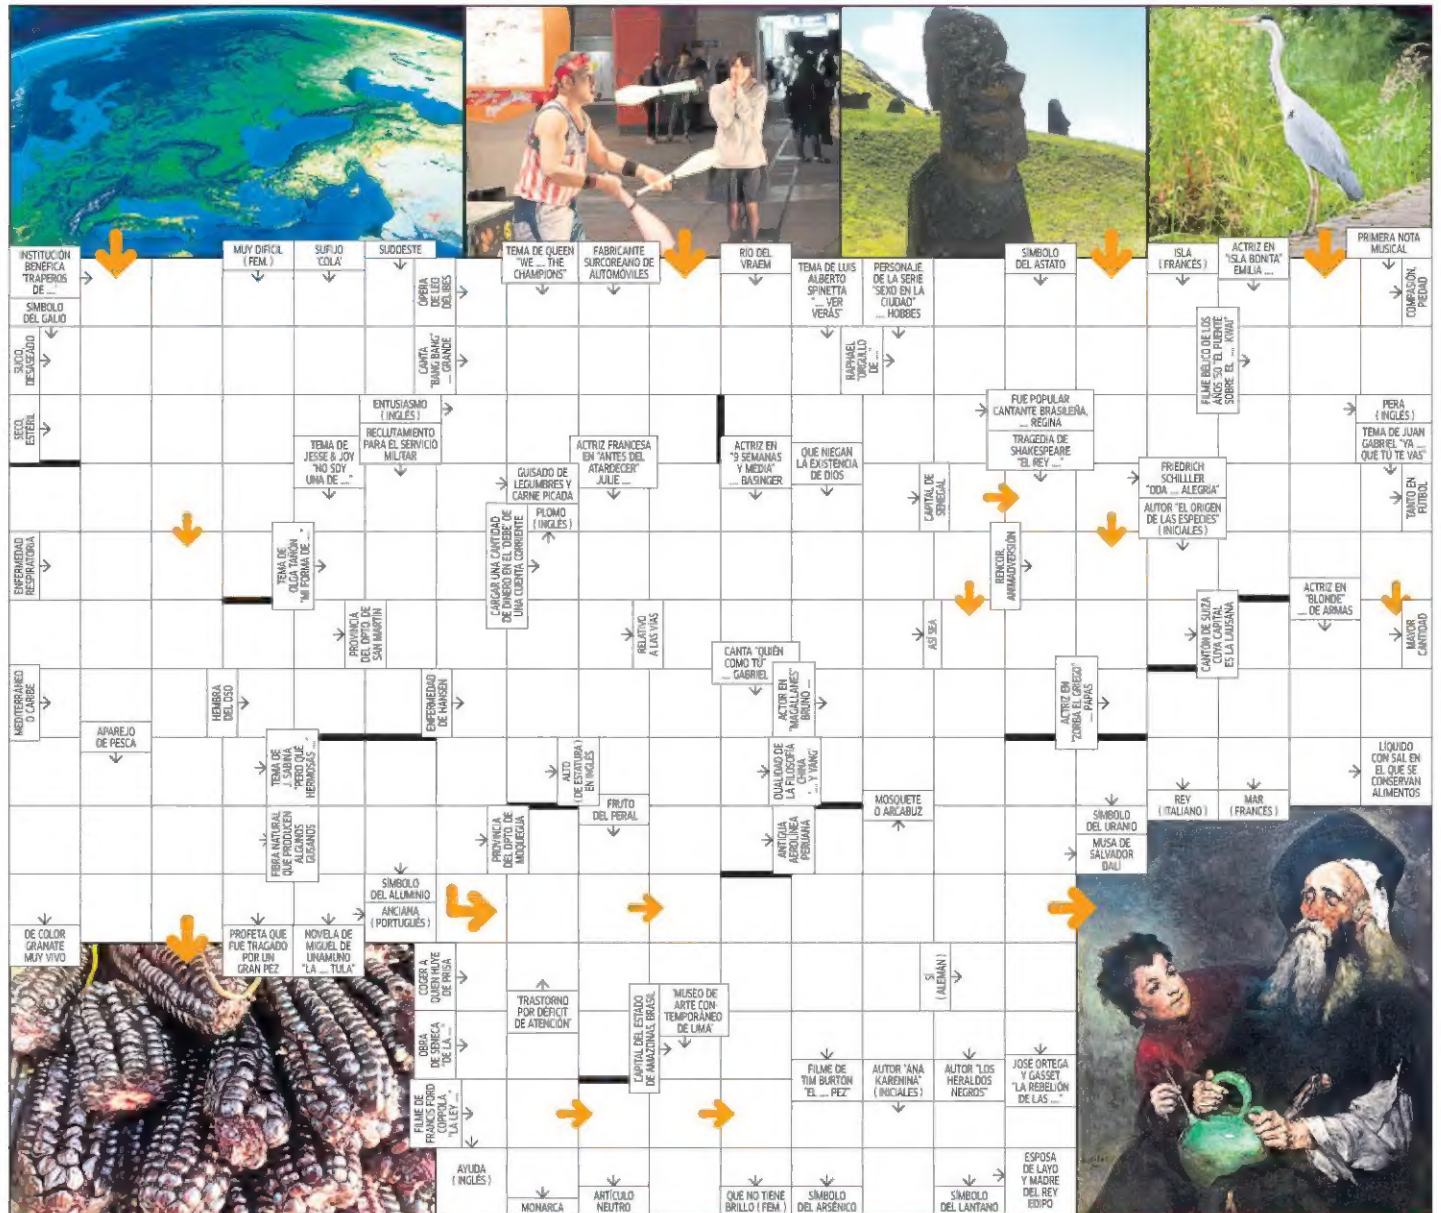 INSTITUCIÓN
BENÉFICA
"TRAPEROS
DE ...."
SÍMBOLO
DEL GALIO
MUY DIFÍCIL
(FEM.)
SUFIJO
'COLA'
SUDOESTE
ÓPERA
DE LEO
DELIBES
TEMA DE QUEEN
"WE .... THE
CHAMPIONS"
FABRICANTE
SURCOREANO DE
AUTOMÓVILES
RÍO DEL
VRAEM
TEMA DE LUIS
ALBERTO
SPINETTA
".... VER
VERÁS"
PERSONAJE
DE LA SERIE
"SEXO EN LA
CIUDAD"
.... HOBBES
SÍMBOLO
DEL ASTATO
ISLA
(FRANCÉS)
ACTRIZ EN
"ISLA BONITA"
EMILIA ....
PRIMERA NOTA
MUSICAL
COMPASIÓN,
PIEDAD
SUCIO,
DESASEADO
CANTA
"BANG BANG"
.... GRANDE
RAPHAEL
"ORGULLO
DE ...."
FILME BÉLICO DE LOS
AÑOS '50 "EL PUENTE
SOBRE EL .... KWAI"
SECO,
ESTÉRIL
ENTUSIASMO
(INGLÉS)
RECLUTAMIENTO
PARA EL SERVICIO
MILITAR
FUE POPULAR
CANTANTE BRASILEÑA,
.... REGINA
TRAGEDIA DE
SHAKESPEARE
"EL REY ...."
PERA
(INGLÉS)
TEMA DE JUAN
GABRIEL "YA ....
QUE TÚ TE VAS"
TEMA DE
JESSE & JOY
"NO SOY
UNA DE ...."
GUISADO DE
LEGUMBRES Y
CARNE PICADA
PLOMO
(INGLÉS)
ACTRIZ FRANCESA
EN "ANTES DEL
ATARDECER"
JULIE ....
ACTRIZ EN
"9 SEMANAS
Y MEDIA"
.... BASINGER
QUE NIEGAN
LA EXISTENCIA
DE DIOS
CAPITAL DE
SENEGAL
FRIEDRICH
SCHILLLER
"ODA .... ALEGRÍA"
AUTOR "EL ORIGEN
DE LAS ESPECIES"
(INICIALES)
TANTO EN
FÚTBOL
ENFERMEDAD
RESPIRATORIA
TEMA DE
OLGA TAÑÓN
"MI FORMA DE ...."
CARGAR UNA CANTIDAD
DE DINERO EN EL 'DEBE' DE
UNA CUENTA CORRIENTE
RENCOR,
ANIMADVERSIÓN
PROVINCIA
DEL DPTO. DE
SAN MARTÍN
RELATIVO
A LAS VÍAS
ASÍ SEA
CANTÓN DE SUIZA
CUYA CAPITAL
ES LA LAUSANA
ACTRIZ EN
"BLONDE"
.... DE ARMAS
MAYOR
CANTIDAD
MEDITERRÁNEO
O CARIBE
HEMBRA
DEL OSO
ENFERMEDAD
DE HANSEN
CANTA "QUIÉN
COMO TÚ"
.... GABRIEL
ACTOR EN
"MAGALLANES"
BRUNO ....
ACTRIZ EN
"ZORBA EL GRIEGO"
.... PAPAS
APAREJO
DE PESCA
TEMA DE
J. SABINA
"PERO QUÉ
HERMOSAS ...."
ALTO
(DE ESTATURA)
EN INGLÉS
DUALIDAD DE
LA FILOSOFÍA
CHINA
".... Y YANG"
LÍQUIDO
CON SAL EN
EL QUE SE
CONSERVAN
ALIMENTOS
FIBRA NATURAL
QUE PRODUCEN
ALGUNOS
GUSANOS
PROVINCIA
DEL DPTO. DE
MOQUEGUA
FRUTO
DEL PERAL
ANTIGUA
AEROLÍNEA
PERUANA
MOSQUETE
O ARCABUZ
SÍMBOLO
DEL URANIO
MUSA DE
SALVADOR
DALÍ
REY
(ITALIANO)
MAR
(FRANCÉS)
SÍMBOLO
DEL ALUMINIO
ANCIANA
(PORTUGUÉS)
DE COLOR
GRANATE
MUY VIVO
PROFETA QUE
FUE TRAGADO
POR UN
GRAN PEZ
NOVELA DE
MIGUEL DE
UNAMUNO
"LA .... TULA"
COGER A
QUIEN HUYE
DE PRISA
'TRASTORNO
POR DÉFICIT
DE ATENCIÓN'
'MUSEO DE
ARTE CON-
TEMPORÁNEO
DE LIMA'
SÍ
(ALEMÁN)
OBRA
DE SENECA
"DE LA ...."
CAPITAL DEL ESTADO
DE AMAZONAS, BRASIL
FILME DE
TIM BURTON
"EL .... PEZ"
AUTOR "ANA
KARENINA"
(INICIALES)
AUTOR "LOS
HERALDOS
NEGROS"
JOSÉ ORTEGA
Y GASSET
"LA REBELIÓN
DE LAS ...."
FILME DE
FRANCIS FORD
COPPOLA
"LA LEY ...."
AYUDA
(INGLÉS)
MONARCA
ARTÍCULO
NEUTRO
QUE NO TIENE
BRILLO (FEM.)
SÍMBOLO
DEL ARSÉNICO
SÍMBOLO
DEL LANTANO
ESPOSA
DE LAYO
Y MADRE
DEL REY
EDIPO